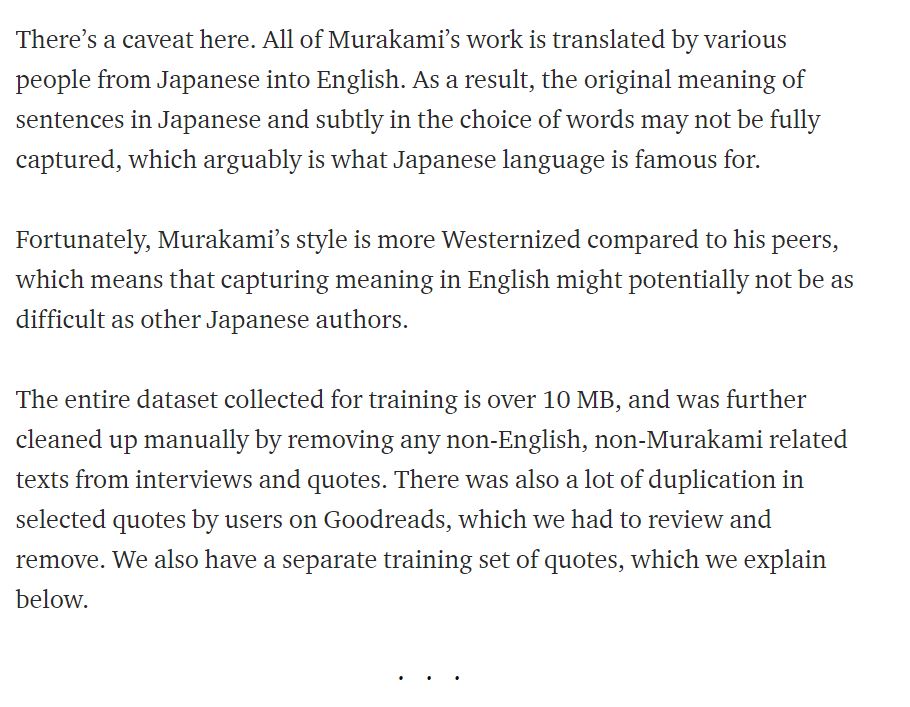 There’s a caveat here. All of Murakami’s work is translated by various
people from Japanese into English. As a result, the original meaning of
sentences in Japanese and subtly in the choice of words may not be fully
captured, which arguably is what Japanese language is famous for.
Fortunately, Murakami’s style is more Westernized compared to his peers,
which means that capturing meaning in English might potentially not be as
difficult as other Japanese authors.
The entire dataset collected for training is over 10 MB, and was further
cleaned up manually by removing any non-English, non-Murakami related
texts from interviews and quotes. There was also a lot of duplication in
selected quotes by users on Goodreads, which we had to review and
remove. We also have a separate training set of quotes, which we explain
below.
. . .